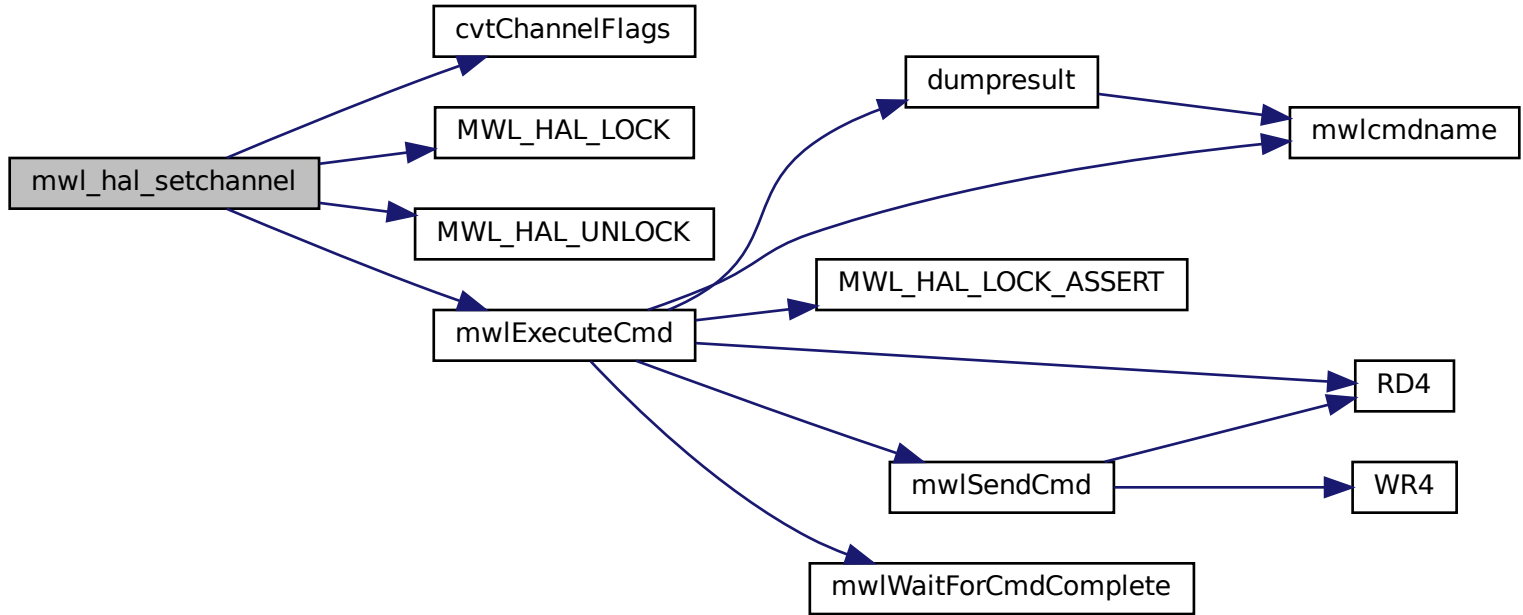 mwl_hal_setchannel
cvtChannelFlags
MWL_HAL_LOCK
MWL_HAL_UNLOCK
mwlExecuteCmd
dumpresult
mwlcmdname
MWL_HAL_LOCK_ASSERT
RD4
mwlSendCmd
WR4
mwlWaitForCmdComplete